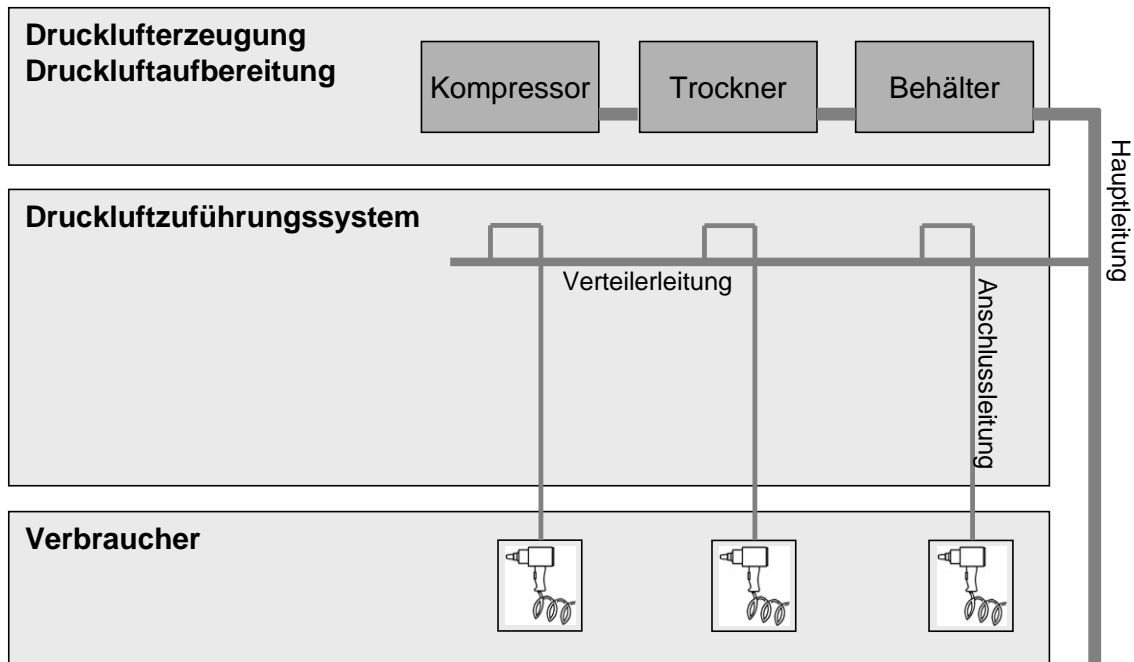 Drucklufterzeugung
Druckluftaufbereitung
Kompressor
Trockner
Behälter
Hauptleitung
Druckluftzuführungssystem
Verteilerleitung
Anschlussleitung
Verbraucher